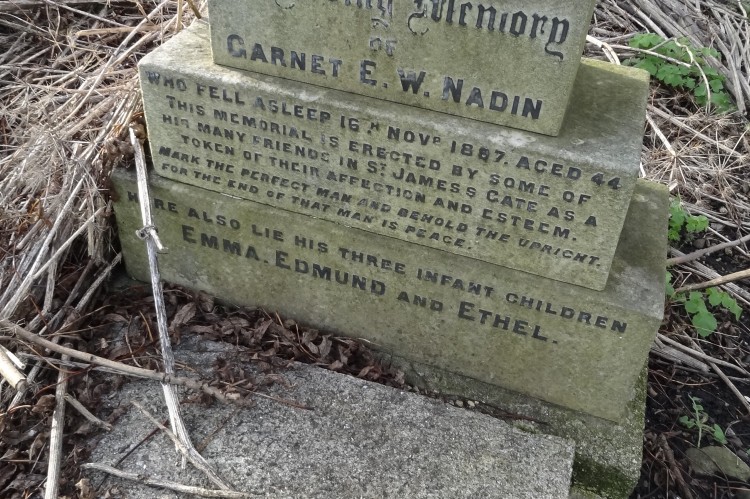 Memory
of
GARNET E. W. NADIN
WHO FELL ASLEEP 16TH NOVR 1887. AGED 44
THIS MEMORIAL IS ERECTED BY SOME OF
HIS MANY FRIENDS IN ST JAMES'S GATE AS A
TOKEN OF THEIR AFFECTION AND ESTEEM.
MARK THE PERFECT MAN AND BEHOLD THE UPRIGHT.
FOR THE END OF THAT MAN IS PEACE.
HERE ALSO LIE HIS THREE INFANT CHILDREN
EMMA. EDMUND AND ETHEL.